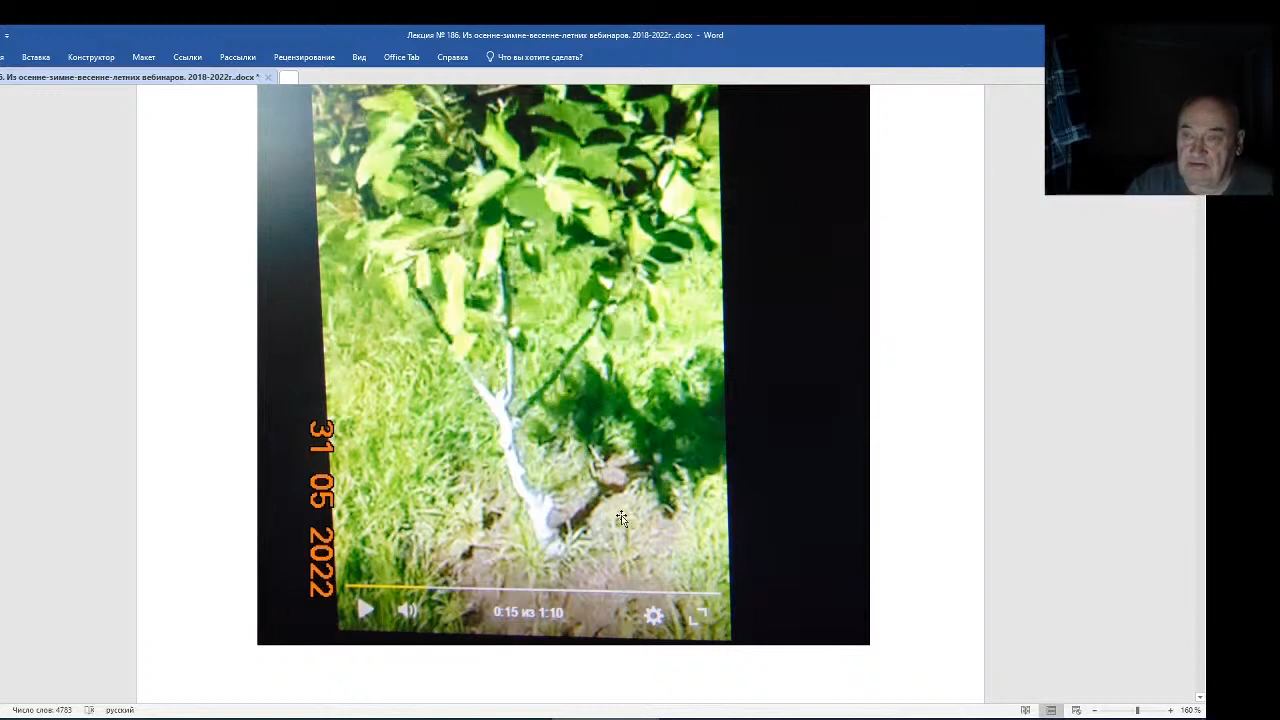 Лекция № 186. Из осенне-зимне-весенне-летних вебинаров. 2018-2022г..docx - Word
Вставка Конструктор Макет Ссылки Рассылки Рецензирование Вид Office Tab Справка Что вы хотите сделать?
6. Из осенне-зимне-весенне-летних вебинаров. 2018-2022г..docx *
31 05 2022
0:15 из 1:10
Число слов: 4783 русский 160 %